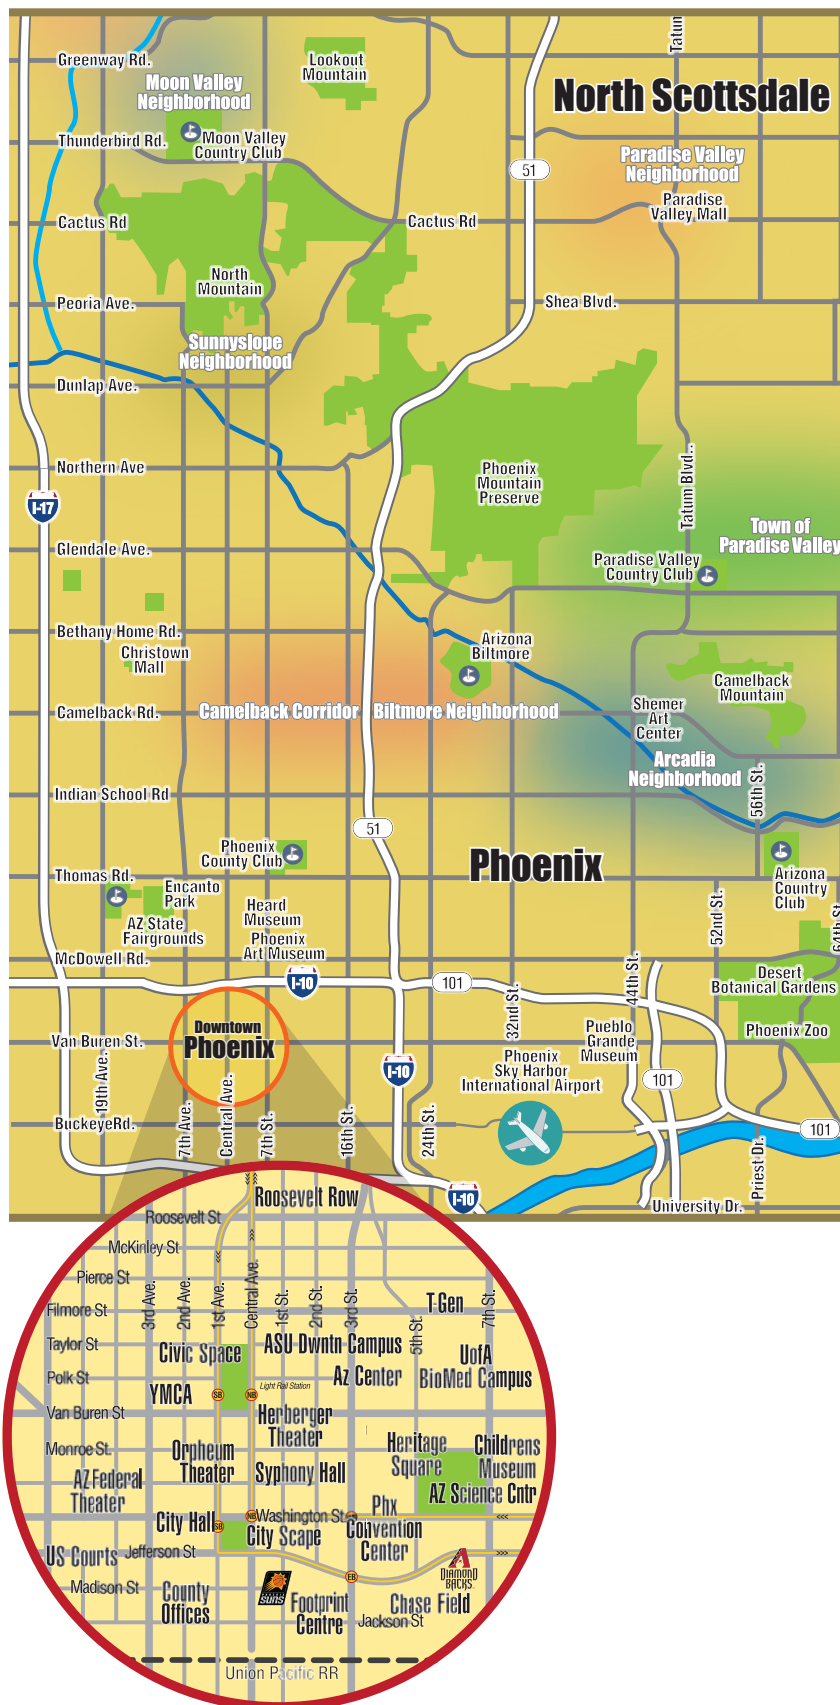 Tatum
Greenway Rd.
Lookout
Mountain
Moon Valley
Neighborhood
North Scottsdale
Thunderbird Rd.
Moon Valley
Country Club
51
Paradise Valley
Neighborhood
Paradise
Valley Mall
Cactus Rd
Cactus Rd
North
Mountain
Peoria Ave.
Shea Blvd.
Sunnyslope
Neighborhood
Dunlap Ave.
Northern Ave
Phoenix
Mountain
Preserve
Tatum Blvd..
I-17
Town of
Paradise Valley
Glendale Ave.
Paradise Valley
Country Club
Bethany Home Rd.
Christown
Mall
Arizona
Biltmore
Camelback
Mountain
Camelback Rd.
Camelback Corridor
Biltmore Neighborhood
Shemer
Art
Center
Arcadia
Neighborhood
56th St.
Indian School Rd
51
Phoenix
County Club
Phoenix
Thomas Rd.
Encanto
Park
Arizona
Country
Club
AZ State
Fairgrounds
Heard
Museum
Phoenix
Art Museum
52nd St.
64th St.
McDowell Rd.
I-10
101
32nd St.
44th St.
Desert
Botanical Gardens
Downtown
Phoenix
Van Buren St.
Pueblo
Grande
Museum
Phoenix Zoo
Phoenix
Sky Harbor
International Airport
I-10
101
19th Ave.
BuckeyeRd.
7th Ave.
Central Ave.
7th St.
16th St.
24th St.
101
Priest Dr.
I-10
University Dr.
Roosevelt Row
Roosevelt St
McKinley St
Pierce St
Filmore St
3rd Ave.
2nd Ave.
1st Ave.
Central Ave.
1st St.
2nd St.
3rd St.
5th St.
7th St.
T-Gen
Taylor St
Civic Space
ASU Dwntn Campus
UofA
BioMed Campus
Polk St
Az Center
YMCA
SB
NB
Light Rail Station
Van Buren St
Herberger
Theater
Monroe St.
Orpheum
Theater
Heritage
Square
Childrens
Museum
Syphony Hall
AZ Federal
Theater
AZ Science Cntr
City Hall
SB
NB
Washington St.
City Scape
Phx
Convention
Center
US Courts
Jefferson St
Madison St
County
Offices
SUNS
EB
DIAMOND
BACKS
Footprint
Centre
Chase Field
Jackson St
Union Pacific RR